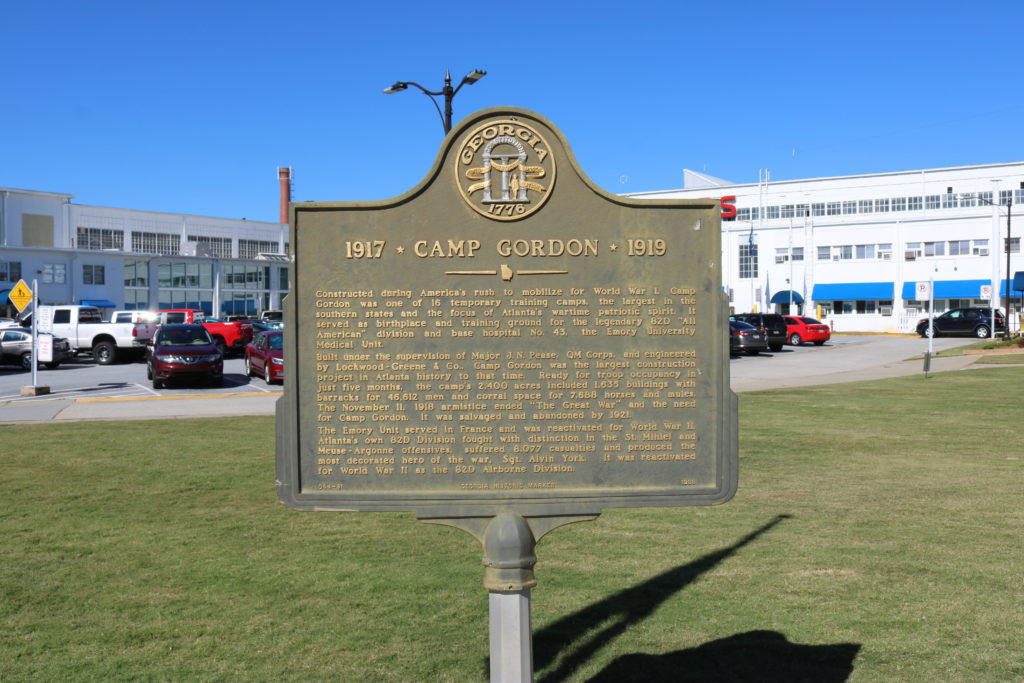 GEORGIA
CONSTITUTION
1776
S
1917 ★ CAMP GORDON ★ 1919
Constructed during America's rush to mobilize for World War I, Camp
Gordon was one of 16 temporary training camps, the largest in the
southern states and the focus of Atlanta's wartime patriotic spirit. It
served as birthplace and training ground for the legendary 82D "All
American", division and base hospital No. 43, the Emory University
Medical Unit.
Built under the supervision of Major J.N. Pease, QM Corps, and engineered
by Lockwood-Greene & Co., Camp Gordon was the largest construction
project in Atlanta history to that time. Ready for troop occupancy in
just five months, the camp's 2,400 acres included 1,635 buildings with
barracks for 46,612 men and corral space for 7,688 horses and mules.
The November 11, 1918 armistice ended "The Great War" and the need
for Camp Gordon. It was salvaged and abandoned by 1921.
The Emory Unit served in France and was reactivated for World War II.
Atlanta's own 82D Division fought with distinction in the St. Mihiel and
Meuse-Argonne offensives, suffered 8,077 casualties and produced the
most decorated hero of the war, Sgt. Alvin York. It was reactivated
for World War II as the 82D Airborne Division.
GEORGIA HISTORIC MARKER